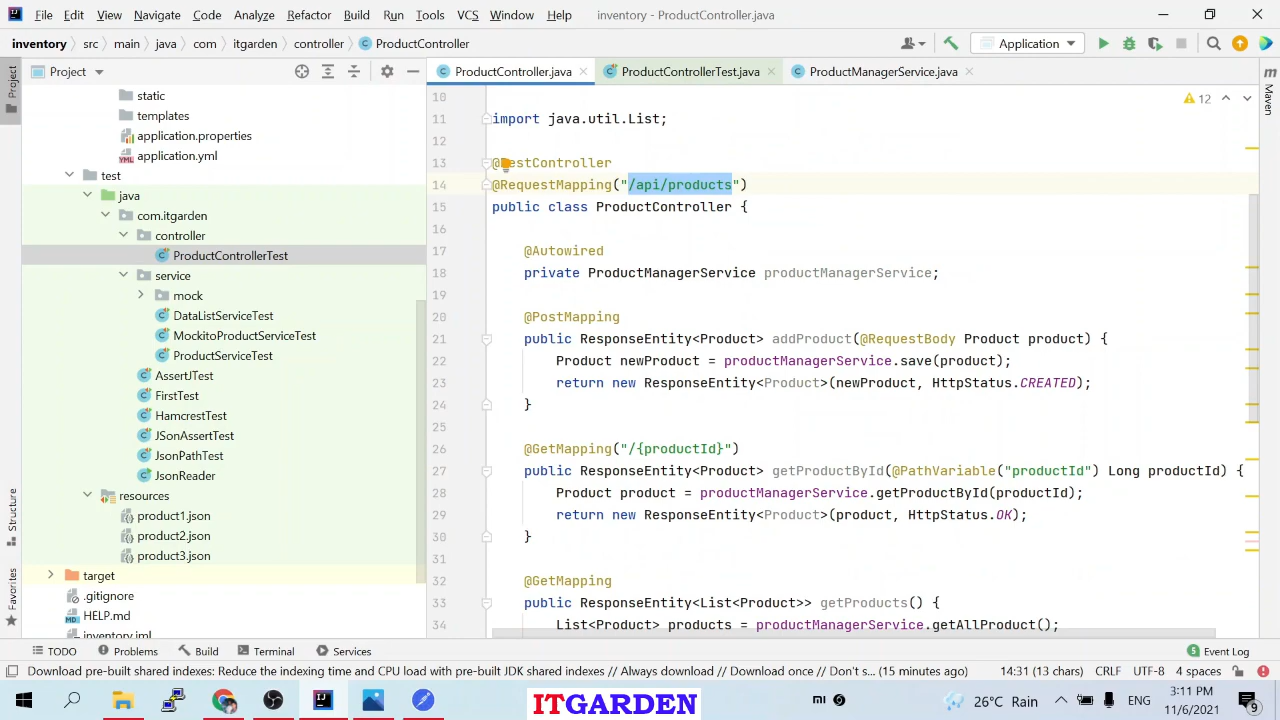 File Edit View Navigate Code Analyze Refactor Build Run Tools VCS Window Help inventory - ProductController.java
inventory src main java com itgarden controller ProductController Application
Project ProductController.java ProductControllerTest.java ProductManagerService.java
Project
Structure
Favorites
Maven
static
templates
application.properties
application.yml
test
java
com.itgarden
controller
ProductControllerTest
service
mock
DataListServiceTest
MockitoProductServiceTest
ProductServiceTest
AssertJTest
FirstTest
HamcrestTest
JSonAssertTest
JsonPathTest
JsonReader
resources
product1.json
product2.json
product3.json
target
.gitignore
HELP.md
inventory.iml
12
10
11 import java.util.List;
12
13 @RestController
14 @RequestMapping("/api/products")
15 public class ProductController {
16
17 @Autowired
18 private ProductManagerService productManagerService;
19
20 @PostMapping
21 public ResponseEntity<Product> addProduct(@RequestBody Product product) {
22 Product newProduct = productManagerService.save(product);
23 return new ResponseEntity<Product>(newProduct, HttpStatus.CREATED);
24 }
25
26 @GetMapping("/{productId}")
27 public ResponseEntity<Product> getProductById(@PathVariable("productId") Long productId) {
28 Product product = productManagerService.getProductById(productId);
29 return new ResponseEntity<Product>(product, HttpStatus.OK);
30 }
31
32 @GetMapping
33 public ResponseEntity<List<Product>> getProducts() {
34 List<Product> products = productManagerService.getAllProduct();
TODO Problems Build Terminal Services 5 Event Log
Download pre-built shared indexes: Reduce the indexing time and CPU load with pre-built JDK shared indexes // Always download // Download once // Don't s... (15 minutes ago) 14:31 (13 chars) CRLF UTF-8 4 spaces
ITGARDEN mi 26°C Rain ENG 3:11 PM
11/6/2021 9